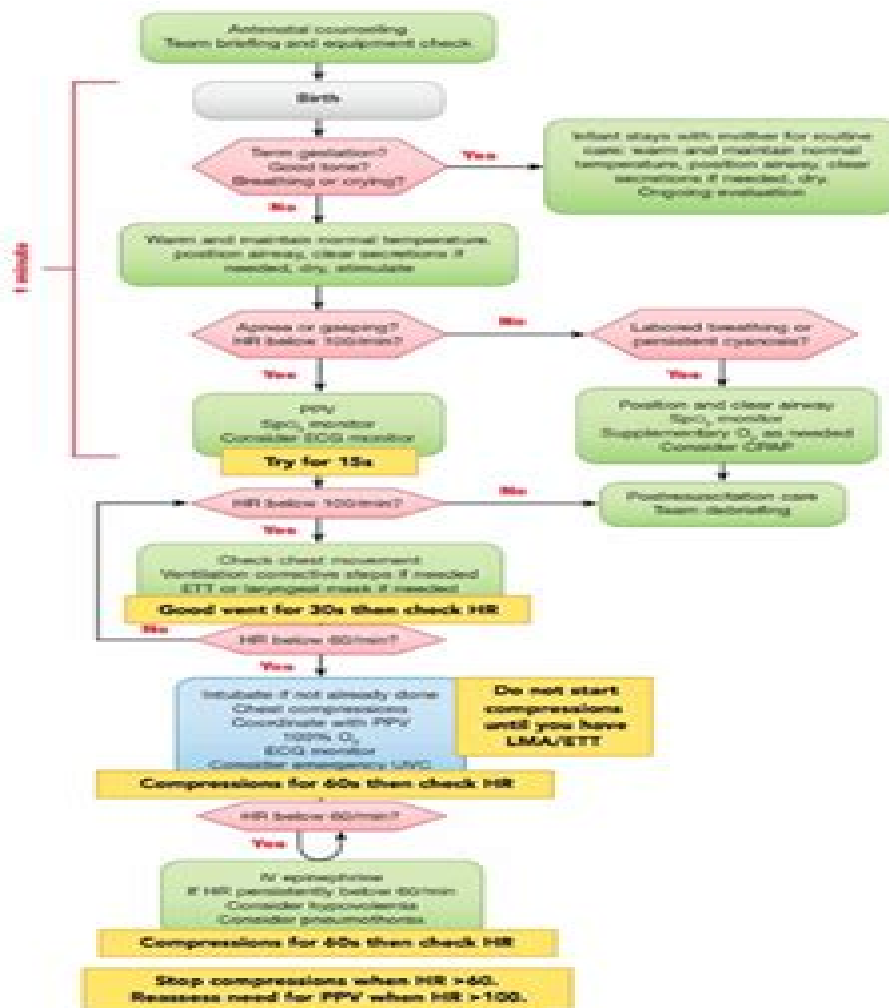 Antenatal counselling
Team briefing and equipment check
Birth
1 minute
Term gestation?
Good tone?
Breathing or crying?
Yes
Infant stays with mother for routine
care: warm and maintain normal
temperature, position airway, clear
secretions if needed, dry.
Ongoing evaluation
No
Warm and maintain normal temperature,
position airway, clear secretions if
needed, dry, stimulate
Apnea or gasping?
HR below 100/min?
No
Labored breathing or
persistent cyanosis?
Yes
Yes
PPV
SpO₂ monitor
Consider ECG monitor
Try for 15s
Position and clear airway
SpO₂ monitor
Supplementary O₂ as needed
Consider CPAP
HR below 100/min?
No
Postresuscitation care
Team debriefing
Yes
Check chest movement
Ventilation corrective steps if needed
ETT or laryngeal mask if needed
Good vent for 30s then check HR
No
HR below 60/min?
Yes
Intubate if not already done
Chest compressions
Coordinate with PPV
100% O₂
ECG monitor
Consider emergency UVC
Do not start
compressions
until you have
LMA/ETT
Compressions for 60s then check HR
HR below 60/min?
Yes
IV epinephrine
If HR persistently below 60/min
Consider hypovolemia
Consider pneumothorax
Compressions for 60s then check HR
Stop compressions when HR >60.
Reassess need for PPV when HR >100.